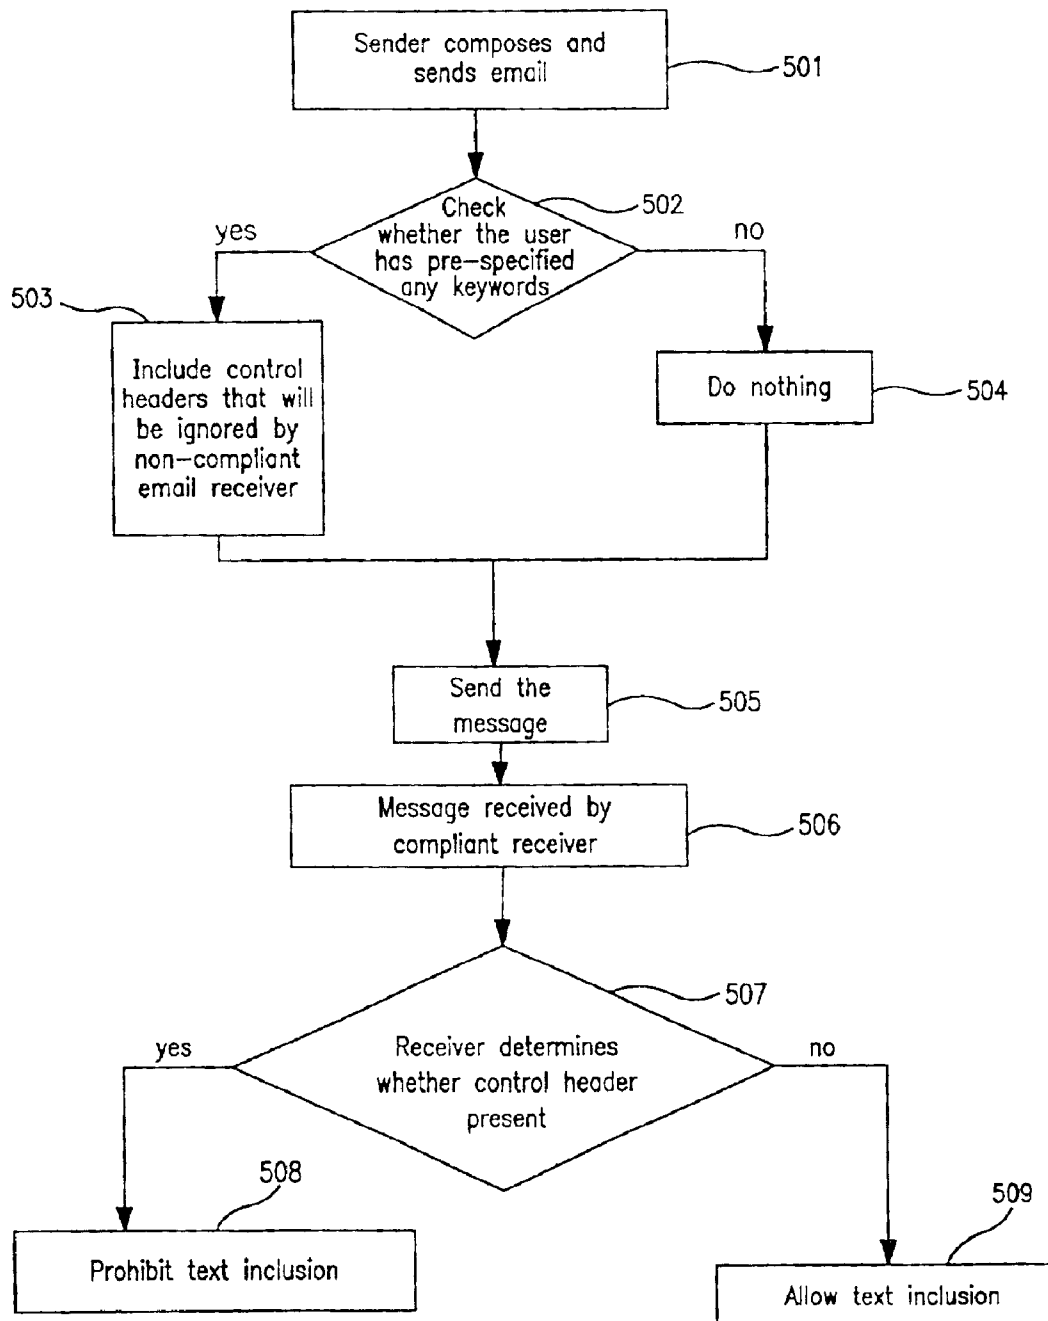 Sender composes and
sends email
501
Check
whether the user
has pre-specified
any keywords
502
yes
no
503
Include control
headers that will
be ignored by
non-compliant
email receiver
Do nothing
504
Send the
message
505
Message received by
compliant receiver
506
507
yes
Receiver determines
whether control header
present
no
508
Prohibit text inclusion
509
Allow text inclusion